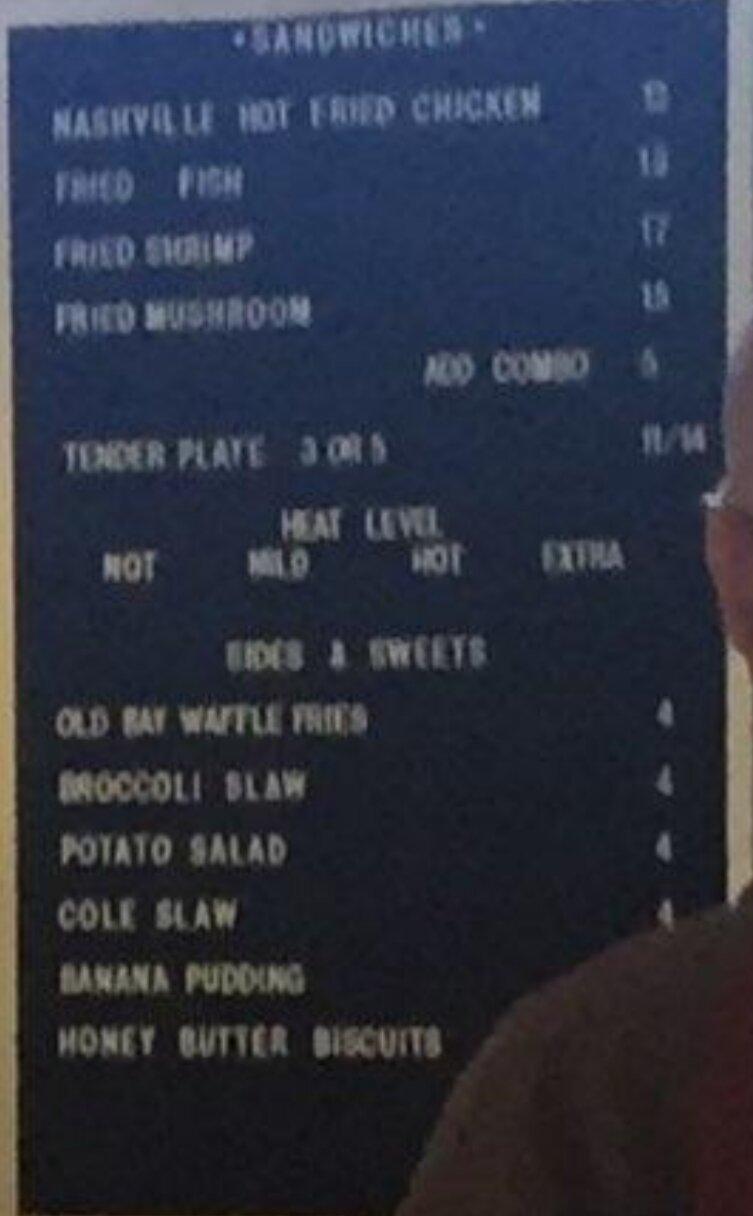 • SANDWICHES •
NASHVILLE HOT FRIED CHICKEN 13
FRIED FISH
FRIED SHRIMP 17
FRIED MUSHROOM
ADD COMBO
TENDER PLATE 3 OR 5 11/14
HEAT LEVEL
NOT MILD HOT EXTRA
SIDES & SWEETS
OLD BAY WAFFLE FRIES 4
BROCCOLI SLAW 4
POTATO SALAD 4
COLE SLAW 4
BANANA PUDDING
HONEY BUTTER BISCUITS